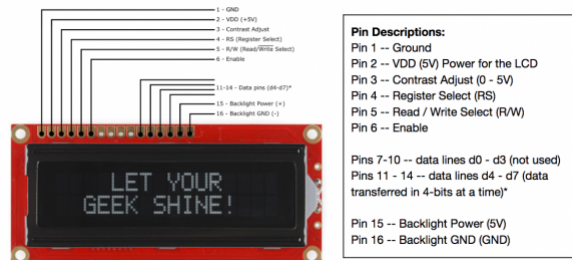 1 - GND
2 - VDD (+5V)
3 - Contrast Adjust
4 - RS (Register Select)
5 - R/W (Read/Write Select)
6 - Enable
11-14 - Data pins (d4-d7)*
15 - Backlight Power (+)
16 - Backlight GND (-)
LET YOUR
GEEK SHINE!
Pin Descriptions:
Pin 1 -- Ground
Pin 2 -- VDD (5V) Power for the LCD
Pin 3 -- Contrast Adjust (0 - 5V)
Pin 4 -- Register Select (RS)
Pin 5 -- Read / Write Select (R/W)
Pin 6 -- Enable
Pins 7-10 -- data lines d0 - d3 (not used)
Pins 11 - 14 -- data lines d4 - d7 (data
transferred in 4-bits at a time)*
Pin 15 -- Backlight Power (5V)
Pin 16 -- Backlight GND (GND)